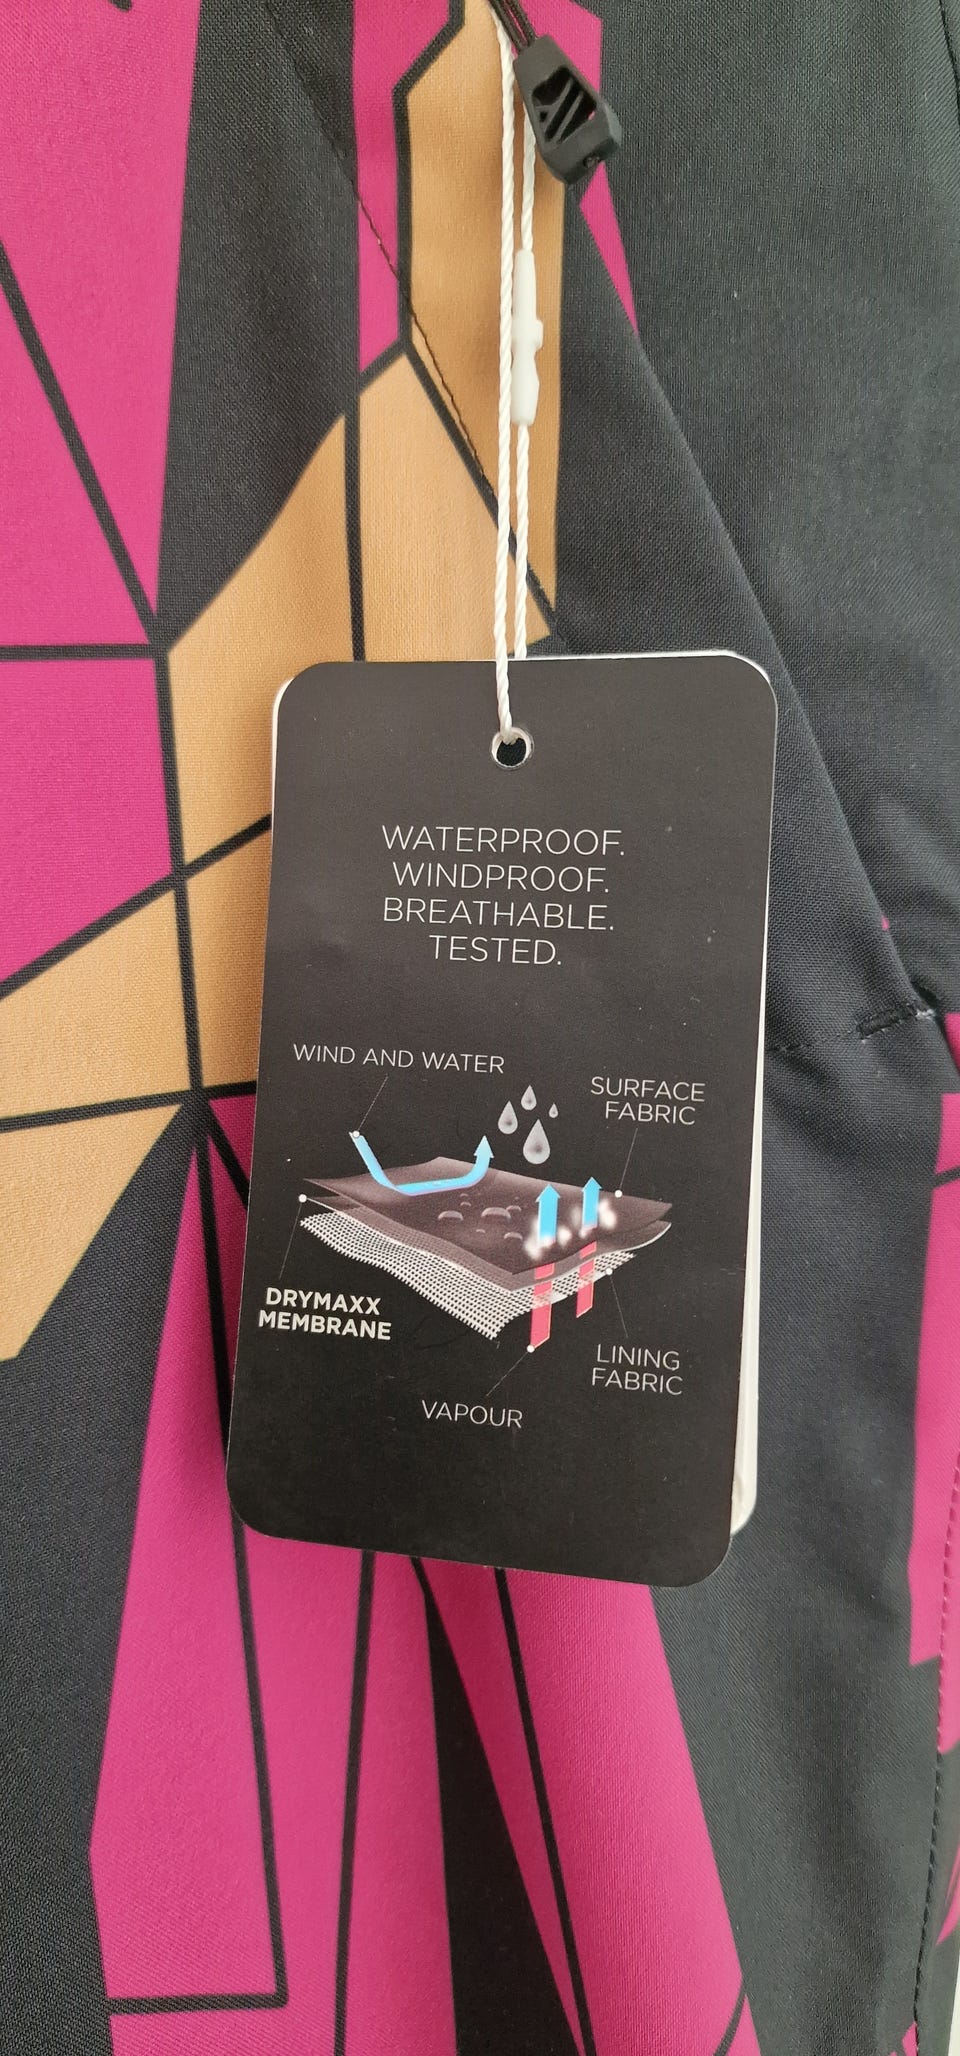 WATERPROOF.
WINDPROOF.
BREATHABLE.
TESTED.
WIND AND WATER
SURFACE
FABRIC
DRYMAXX
MEMBRANE
LINING
FABRIC
VAPOUR